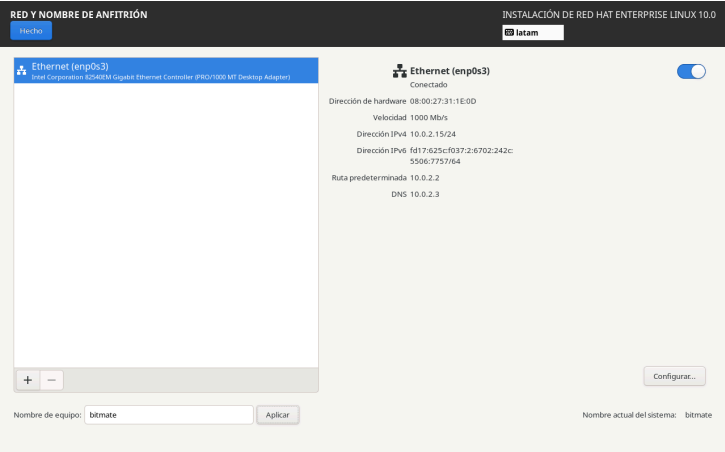 RED Y NOMBRE DE ANFITRIÓN
Hecho
INSTALACIÓN DE RED HAT ENTERPRISE LINUX 10.0
latam
Ethernet (enp0s3)
Intel Corporation 82540EM Gigabit Ethernet Controller (PRO/1000 MT Desktop Adapter)
Ethernet (enp0s3)
Conectado
Dirección de hardware 08:00:27:31:1E:0D
Velocidad 1000 Mb/s
Dirección IPv4 10.0.2.15/24
Dirección IPv6 fd17:625c:f037:2:6702:242c:
5506:7757/64
Ruta predeterminada 10.0.2.2
DNS 10.0.2.3
+ −
Configurar...
Nombre de equipo: bitmate Aplicar
Nombre actual del sistema: bitmate